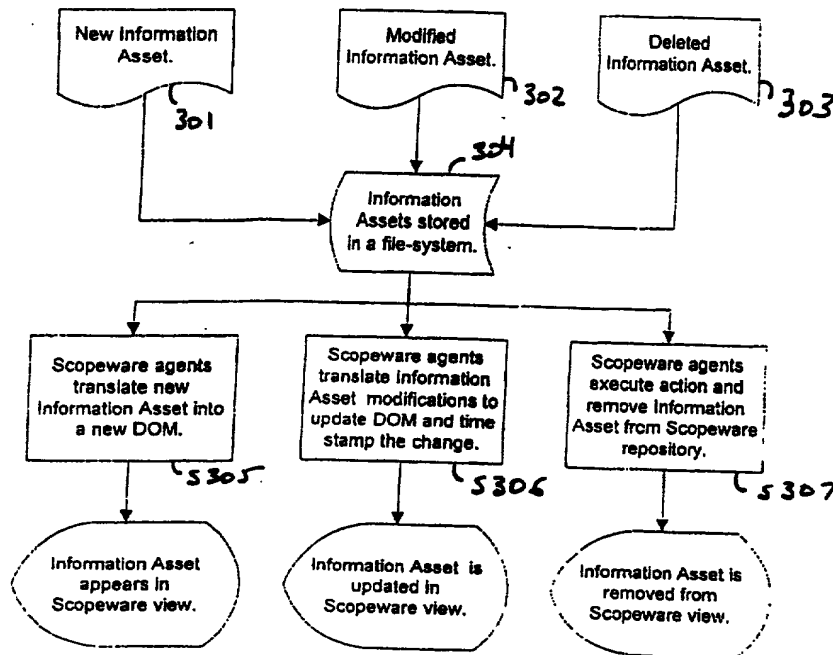 New Information
Asset.
301
Modified
Information Asset.
302
Deleted
Information Asset.
303
304
Information
Assets stored
in a file-system.
Scopeware agents
translate new
Information Asset into
a new DOM.
S305
Scopeware agents
translate Information
Asset modifications to
update DOM and time
stamp the change.
S306
Scopeware agents
execute action and
remove Information
Asset from Scopeware
repository.
S307
Information Asset
appears in
Scopeware view.
Information Asset is
updated in
Scopeware view.
Information Asset is
removed from
Scopeware view.